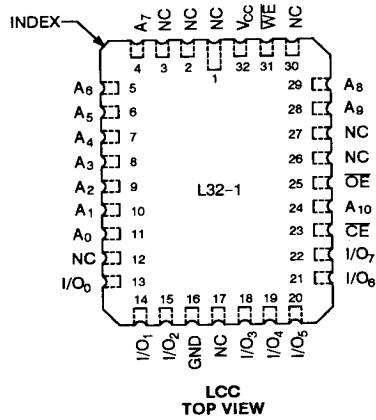 INDEX
A7 NC NC NC VCC WE NC
4 3 2 1 32 31 30
A6 5
A5 6
A4 7
A3 8
A2 9
A1 10
A0 11
NC 12
I/O0 13
L32-1
29 A8
28 A9
27 NC
26 NC
25 OE
24 A10
23 CE
22 I/O7
21 I/O6
14 15 16 17 18 19 20
I/O1 I/O2 GND NC I/O3 I/O4 I/O5
LCC
TOP VIEW